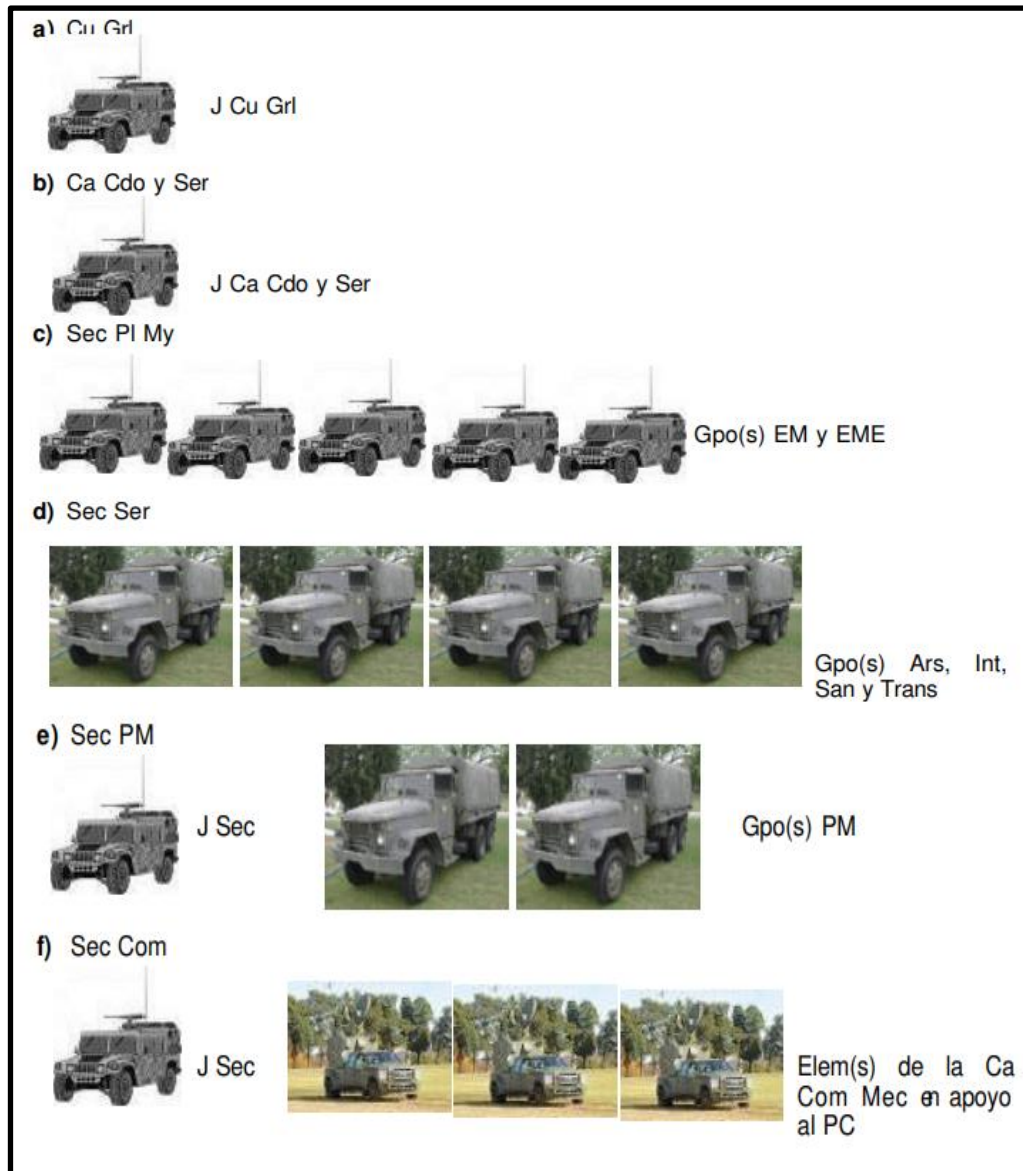 a) Cu Grl
J Cu Grl
b) Ca Cdo y Ser
J Ca Cdo y Ser
c) Sec Pl My
Gpo(s) EM y EME
d) Sec Ser
Gpo(s) Ars, Int,
San y Trans
e) Sec PM
J Sec
Gpo(s) PM
f) Sec Com
J Sec
Elem(s) de la Ca
Com Mec en apoyo
al PC